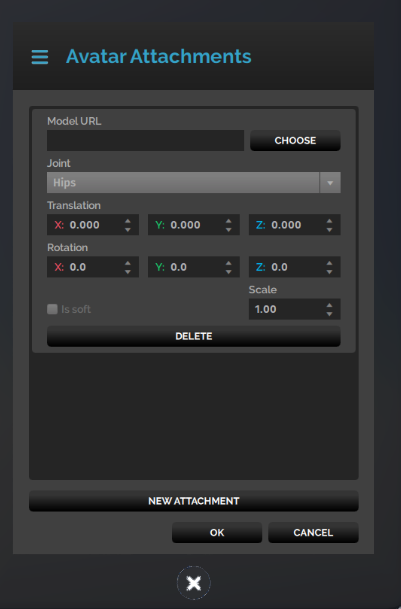 Avatar Attachments
Model URL
CHOOSE
Joint
Hips
Translation
X: 0.000 Y: 0.000 Z: 0.000
Rotation
X: 0.0 Y: 0.0 Z: 0.0
Scale
Is soft 1.00
DELETE
NEW ATTACHMENT
OK CANCEL